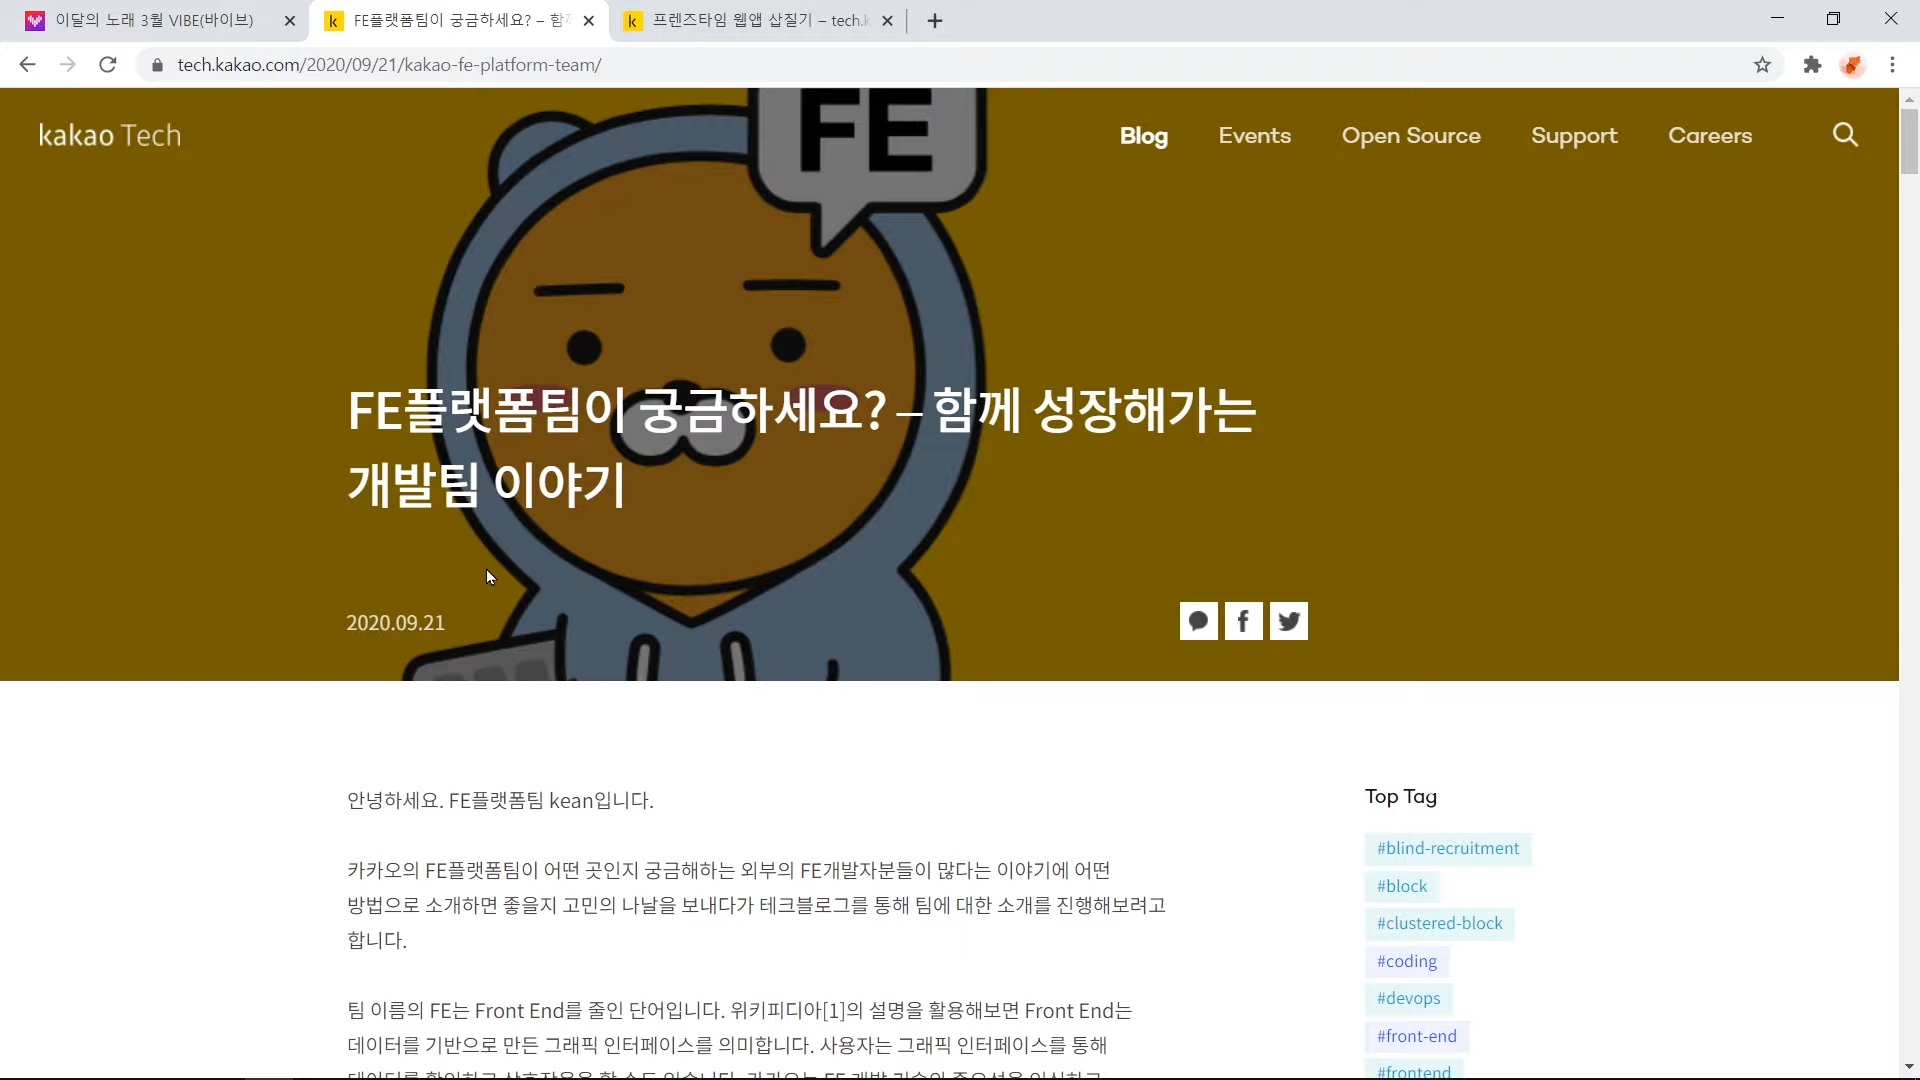 이달의 노래 3월 VIBE(바이브)
FE플랫폼팀이 궁금하세요? – 함께
프렌즈타임 웹앱 삽질기 – tech.k
tech.kakao.com/2020/09/21/kakao-fe-platform-team/
kakao Tech
Blog
Events
Open Source
Support
Careers
FE
FE플랫폼팀이 궁금하세요? – 함께 성장해가는
개발팀 이야기
2020.09.21
안녕하세요. FE플랫폼팀 kean입니다.
카카오의 FE플랫폼팀이 어떤 곳인지 궁금해하는 외부의 FE개발자분들이 많다는 이야기에 어떤
방법으로 소개하면 좋을지 고민의 나날을 보내다가 테크블로그를 통해 팀에 대한 소개를 진행해보려고
합니다.
팀 이름의 FE는 Front End를 줄인 단어입니다. 위키피디아[1]의 설명을 활용해보면 Front End는
데이터를 기반으로 만든 그래픽 인터페이스를 의미합니다. 사용자는 그래픽 인터페이스를 통해
Top Tag
#blind-recruitment
#block
#clustered-block
#coding
#devops
#front-end
#frontend